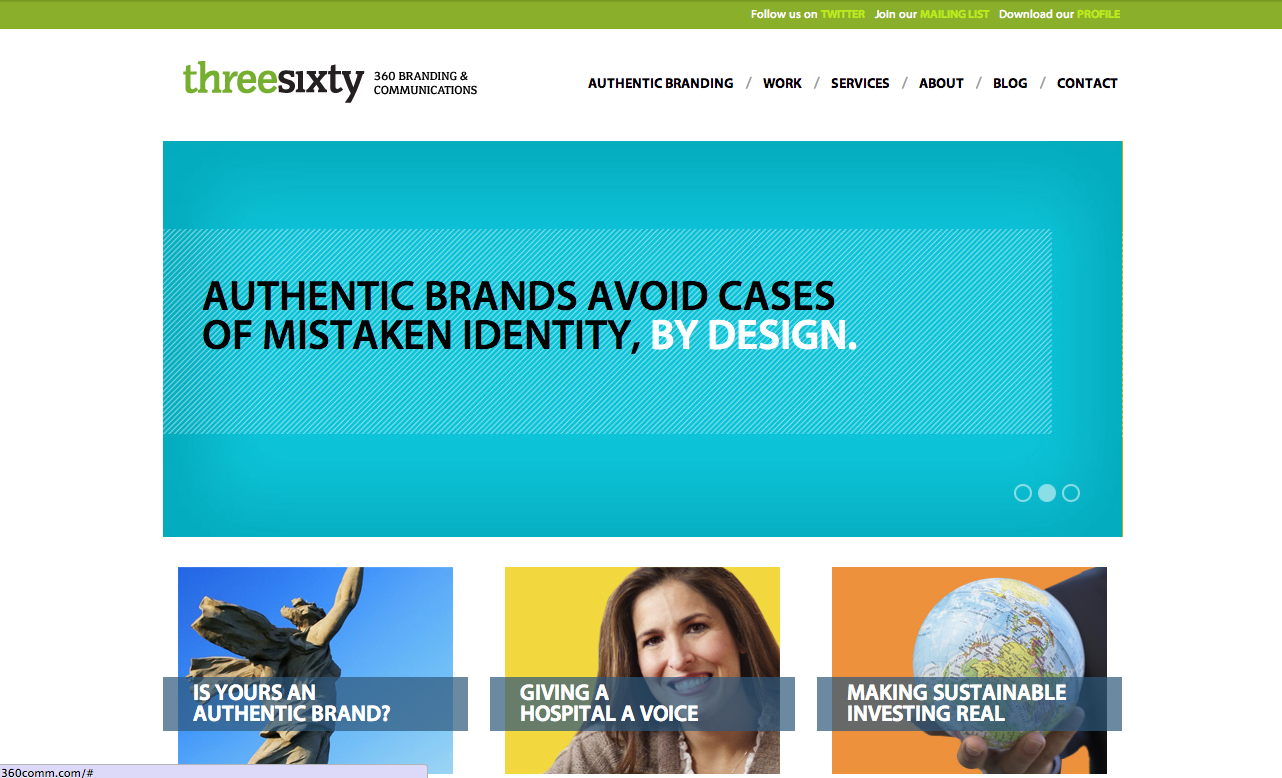 Follow us on TWITTER Join our MAILING LIST Download our PROFILE
threesixty
360 BRANDING &
COMMUNICATIONS
AUTHENTIC BRANDING / WORK / SERVICES / ABOUT / BLOG / CONTACT
AUTHENTIC BRANDS AVOID CASES
OF MISTAKEN IDENTITY, BY DESIGN.
IS YOURS AN
AUTHENTIC BRAND?
GIVING A
HOSPITAL A VOICE
MAKING SUSTAINABLE
INVESTING REAL
360comm.com/#